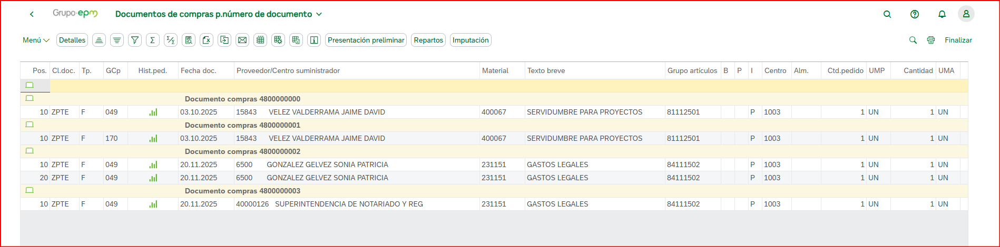 Grupo·epm Documentos de compras p.número de documento
Menú Detalles Presentación preliminar Repartos Imputación Finalizar
Pos. Cl.doc. Tp. GCp Hist.ped. Fecha doc. Proveedor/Centro suministrador Material Texto breve Grupo artículos B P I Centro Alm. Ctd.pedido UMP Cantidad UMA
Documento compras 4800000000
10 ZPTE F 049 03.10.2025 15843 VELEZ VALDERRAMA JAIME DAVID 400067 SERVIDUMBRE PARA PROYECTOS 81112501 P 1003 1 UN 1 UN
Documento compras 4800000001
10 ZPTE F 170 03.10.2025 15843 VELEZ VALDERRAMA JAIME DAVID 400067 SERVIDUMBRE PARA PROYECTOS 81112501 P 1003 1 UN 1 UN
Documento compras 4800000002
10 ZPTE F 049 20.11.2025 6500 GONZALEZ GELVEZ SONIA PATRICIA 231151 GASTOS LEGALES 84111502 P 1003 1 UN 1 UN
20 ZPTE F 049 20.11.2025 6500 GONZALEZ GELVEZ SONIA PATRICIA 231151 GASTOS LEGALES 84111502 P 1003 1 UN 1 UN
Documento compras 4800000003
10 ZPTE F 049 20.11.2025 40000126 SUPERINTENDENCIA DE NOTARIADO Y REG 231151 GASTOS LEGALES 84111502 P 1003 1 UN 1 UN